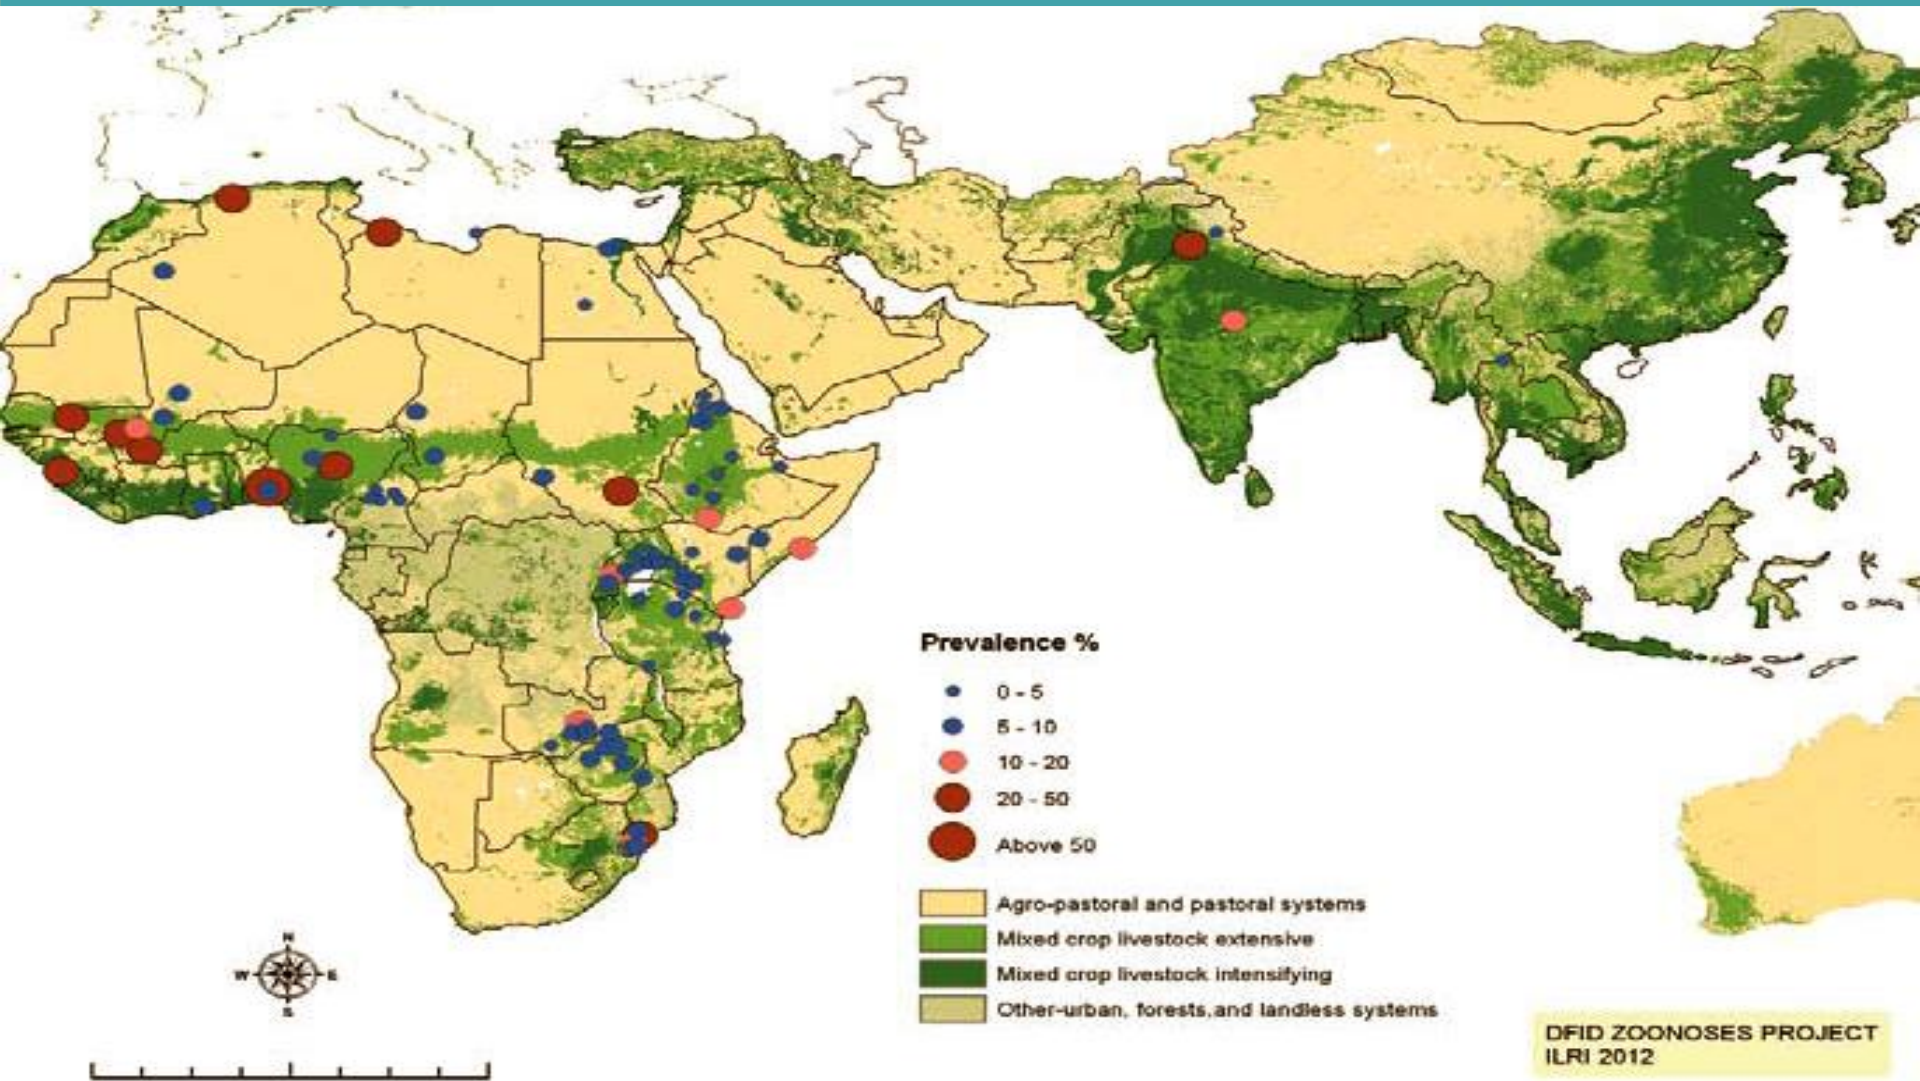 Prevalence %
0 - 5
5 - 10
10 - 20
20 - 50
Above 50
Agro-pastoral and pastoral systems
Mixed crop livestock extensive
Mixed crop livestock intensifying
Other-urban, forests,and landless systems
N
W E
S
DFID ZOONOSES PROJECT
ILRI 2012